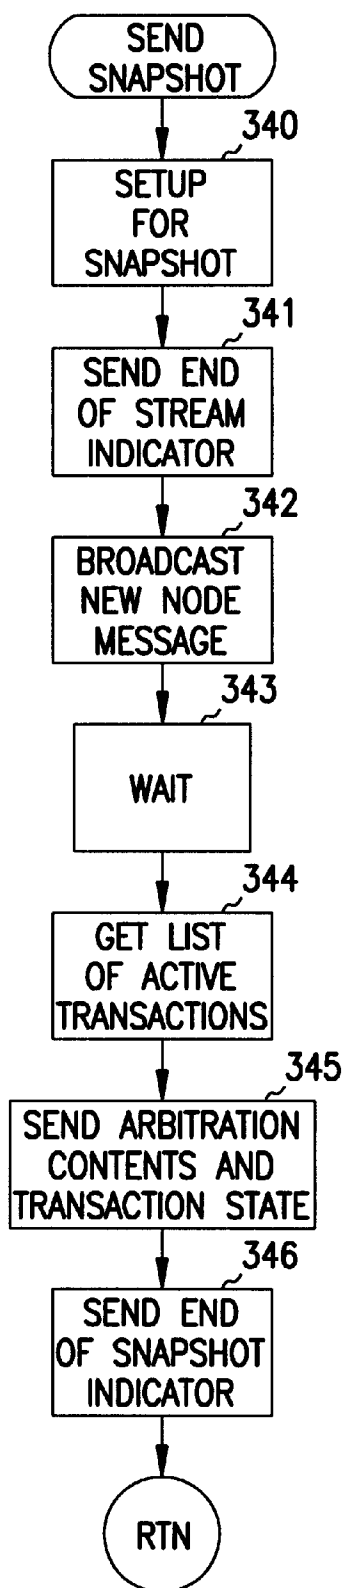 SEND
SNAPSHOT
340
SETUP
FOR
SNAPSHOT
341
SEND END
OF STREAM
INDICATOR
342
BROADCAST
NEW NODE
MESSAGE
343
WAIT
344
GET LIST
OF ACTIVE
TRANSACTIONS
345
SEND ARBITRATION
CONTENTS AND
TRANSACTION STATE
346
SEND END
OF SNAPSHOT
INDICATOR
RTN